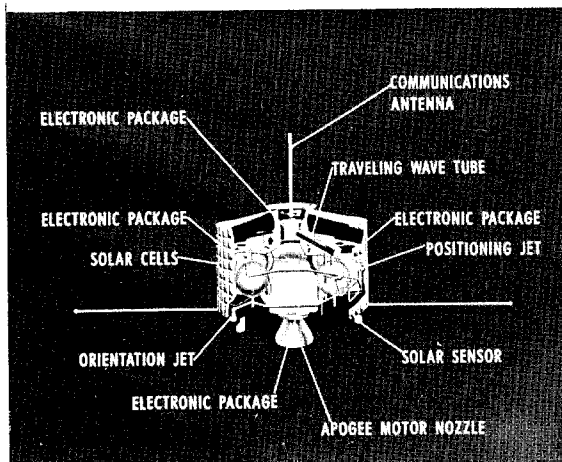 COMMUNICATIONS
ANTENNA
ELECTRONIC PACKAGE
TRAVELING WAVE TUBE
ELECTRONIC PACKAGE
ELECTRONIC PACKAGE
SOLAR CELLS
POSITIONING JET
ORIENTATION JET
SOLAR SENSOR
ELECTRONIC PACKAGE
APOGEE MOTOR NOZZLE